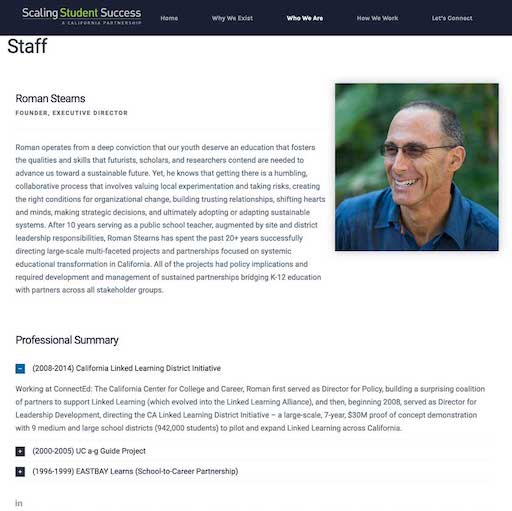 Scaling Student Success
A CALIFORNIA PARTNERSHIP
Home Why We Exist Who We Are How We Work Let's Connect
Staff
Roman Stearns
FOUNDER, EXECUTIVE DIRECTOR
Roman operates from a deep conviction that our youth deserve an education that fosters
the qualities and skills that futurists, scholars, and researchers contend are needed to
advance us toward a sustainable future. Yet, he knows that getting there is a humbling,
collaborative process that involves valuing local experimentation and taking risks, creating
the right conditions for organizational change, building trusting relationships, shifting hearts
and minds, making strategic decisions, and ultimately adopting or adapting sustainable
systems. After 10 years serving as a public school teacher, augmented by site and district
leadership responsibilities, Roman Stearns has spent the past 20+ years successfully
directing large-scale multi-faceted projects and partnerships focused on systemic
educational transformation in California. All of the projects had policy implications and
required development and management of sustained partnerships bridging K-12 education
with partners across all stakeholder groups.
Professional Summary
(2008-2014) California Linked Learning District Initiative
Working at ConnectEd: The California Center for College and Career, Roman first served as Director for Policy, building a surprising coalition
of partners to support Linked Learning (which evolved into the Linked Learning Alliance), and then, beginning 2008, served as Director for
Leadership Development, directing the CA Linked Learning District Initiative – a large-scale, 7-year, $30M proof of concept demonstration
with 9 medium and large school districts (942,000 students) to pilot and expand Linked Learning across California.
(2000-2005) UC a-g Guide Project
(1996-1999) EASTBAY Learns (School-to-Career Partnership)
in